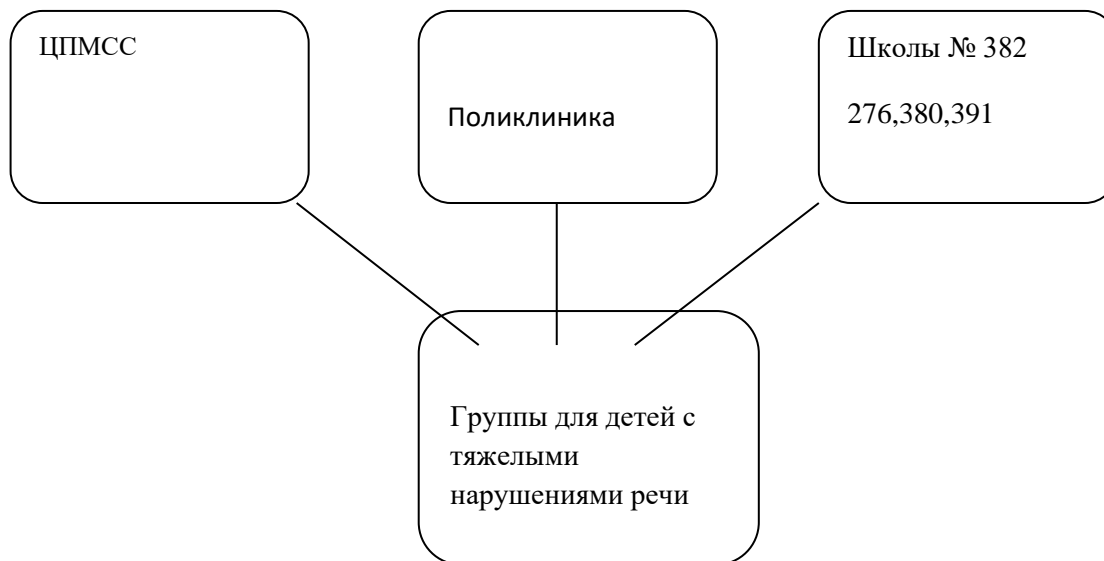 ЦПМСС
Поликлиника
Школы № 382
276,380,391
Группы для детей с
тяжелыми
нарушениями речи